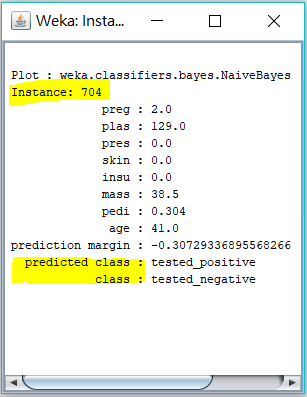 Weka: Insta...
Plot : weka.classifiers.bayes.NaiveBayes
Instance: 704
preg : 2.0
plas : 129.0
pres : 0.0
skin : 0.0
insu : 0.0
mass : 38.5
pedi : 0.304
age : 41.0
prediction margin : -0.30729336895568266
predicted class : tested_positive
class : tested_negative